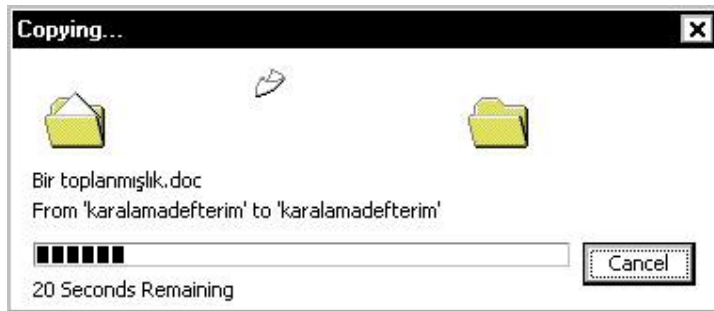 Copying...
Bir toplanmışlık.doc
From 'karalamadefterim' to 'karalamadefterim'
Cancel
20 Seconds Remaining